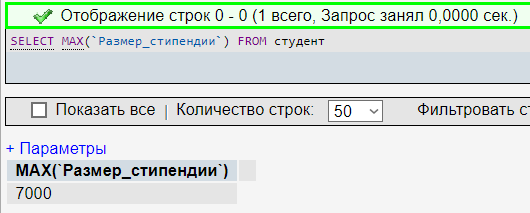 Отображение строк 0 - 0 (1 всего, Запрос занял 0,0000 сек.)
SELECT MAX(`Размер_стипендии`) FROM студент
Показать все | Количество строк: 50 Фильтровать
+ Параметры
MAX(`Размер_стипендии`)
7000